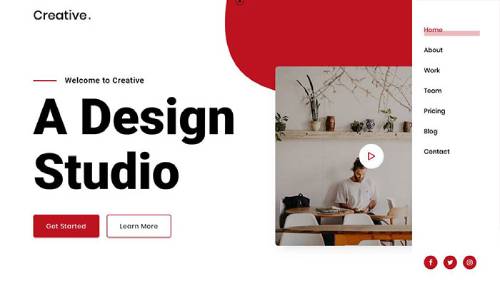 Creative.
Home
About
Work
Team
Pricing
Blog
Contact
Welcome to Creative
A Design
Studio
Get Started
Learn More